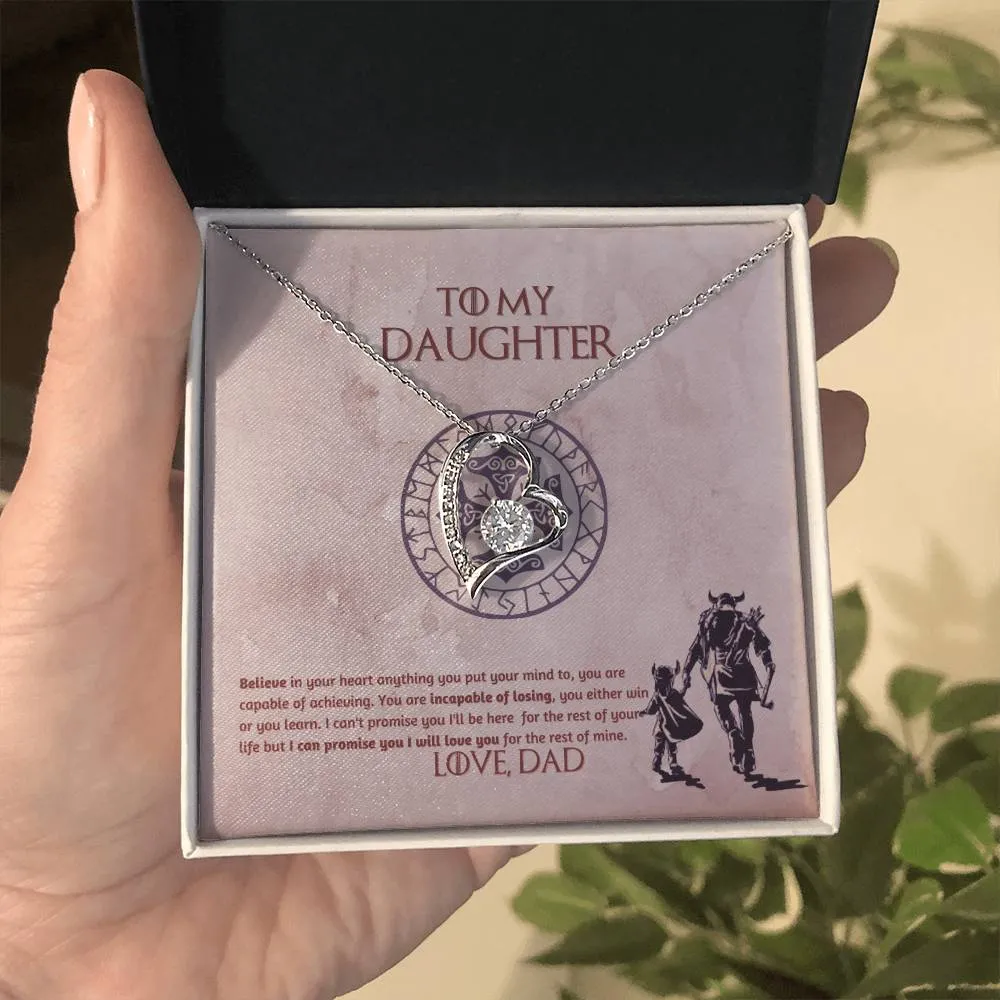 TO MY
DAUGHTER
Believe in your heart anything you put your mind to, you are
capable of achieving. You are incapable of losing, you either win
or you learn. I can't promise you I'll be here for the rest of your
life but I can promise you I will love you for the rest of mine.
LOVE, DAD